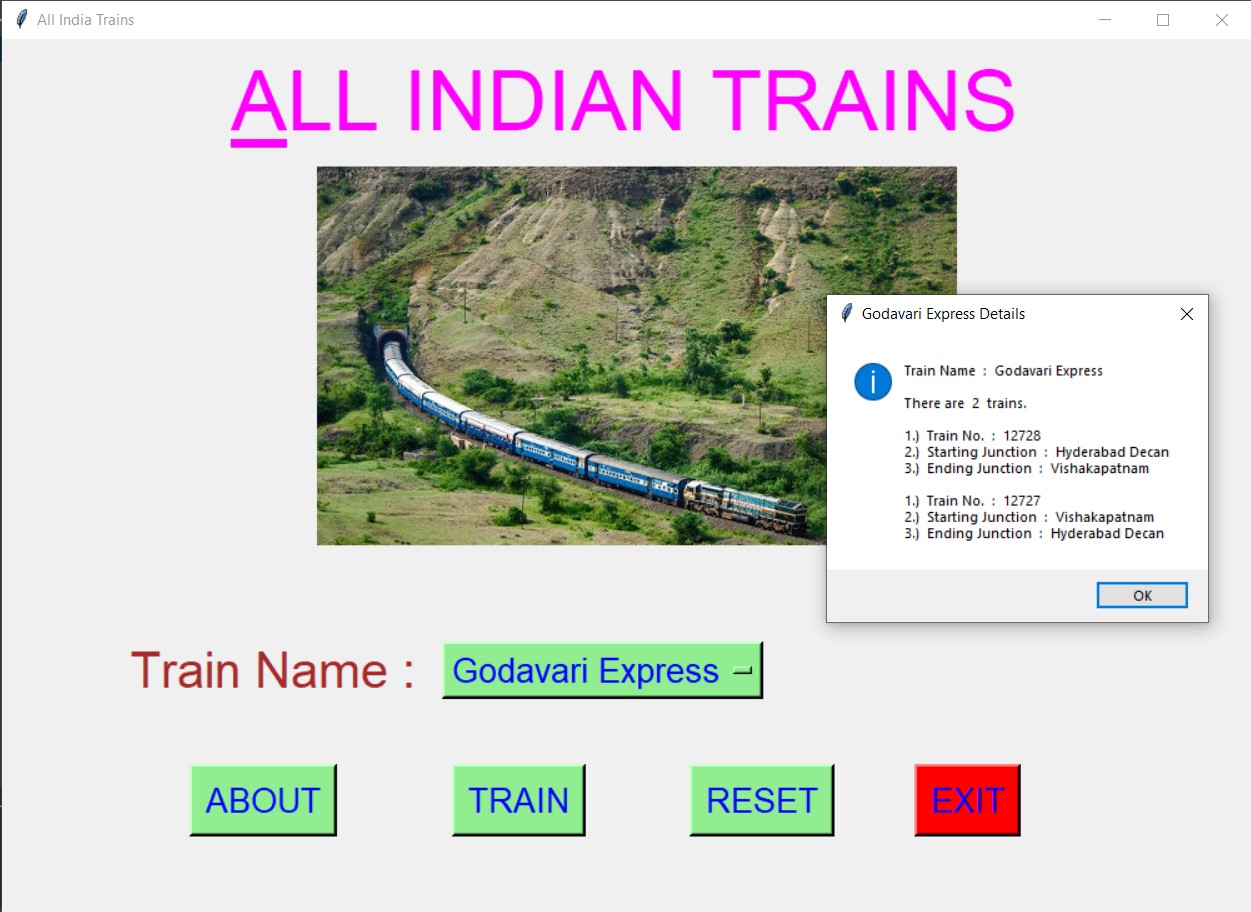 All India Trains
ALL INDIAN TRAINS
Godavari Express Details
Train Name : Godavari Express
There are 2 trains.
1.) Train No. : 12728
2.) Starting Junction : Hyderabad Decan
3.) Ending Junction : Vishakapatnam
1.) Train No. : 12727
2.) Starting Junction : Vishakapatnam
3.) Ending Junction : Hyderabad Decan
OK
Train Name : Godavari Express
ABOUT TRAIN RESET EXIT